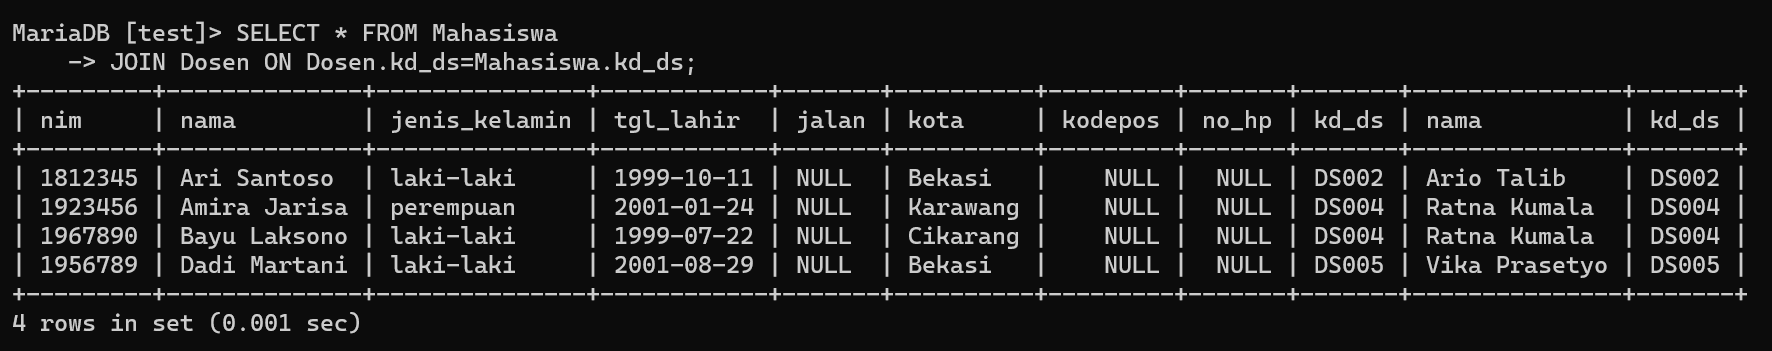 MariaDB [test]> SELECT * FROM Mahasiswa
    -> JOIN Dosen ON Dosen.kd_ds=Mahasiswa.kd_ds;
+---------+--------------+---------------+------------+-------+----------+---------+-------+-------+---------------+-------+
| nim     | nama         | jenis_kelamin | tgl_lahir  | jalan | kota     | kodepos | no_hp | kd_ds | nama          | kd_ds |
+---------+--------------+---------------+------------+-------+----------+---------+-------+-------+---------------+-------+
| 1812345 | Ari Santoso  | laki-laki     | 1999-10-11 | NULL  | Bekasi   |    NULL |  NULL | DS002 | Ario Talib    | DS002 |
| 1923456 | Amira Jarisa | perempuan     | 2001-01-24 | NULL  | Karawang |    NULL |  NULL | DS004 | Ratna Kumala  | DS004 |
| 1967890 | Bayu Laksono | laki-laki     | 1999-07-22 | NULL  | Cikarang |    NULL |  NULL | DS004 | Ratna Kumala  | DS004 |
| 1956789 | Dadi Martani | laki-laki     | 2001-08-29 | NULL  | Bekasi   |    NULL |  NULL | DS005 | Vika Prasetyo | DS005 |
+---------+--------------+---------------+------------+-------+----------+---------+-------+-------+---------------+-------+
4 rows in set (0.001 sec)